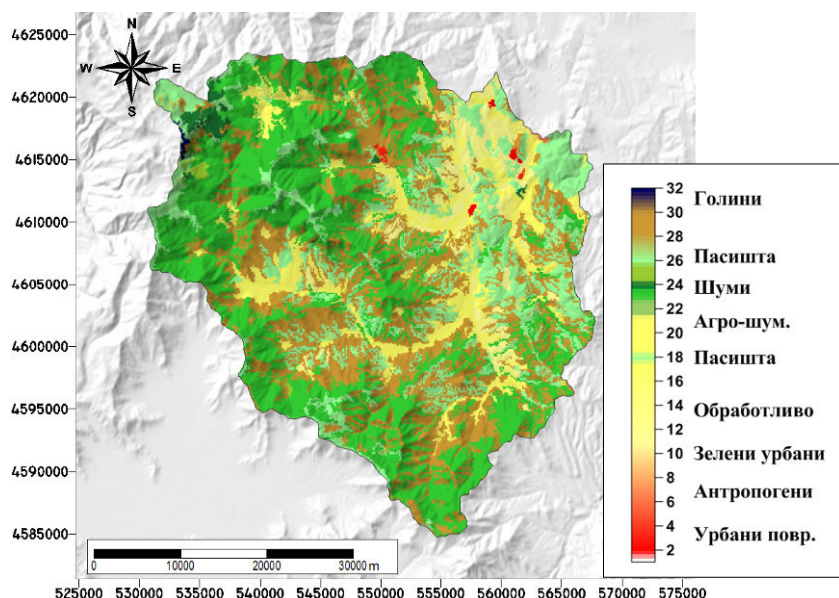 4625000
N
W E
S
4620000
4615000
4610000
4605000
4600000
4595000
4590000
4585000
0 10000 20000 30000 m
525000 530000 535000 540000 545000 550000 555000 560000 565000 570000 575000
32 Голини
30
28
26 Пасишта
24 Шуми
22
20 Агро-шум.
18 Пасишта
16
14 Обработливо
12
10 Зелени урбани
8
6 Антропогени
4
2 Урбани повр.